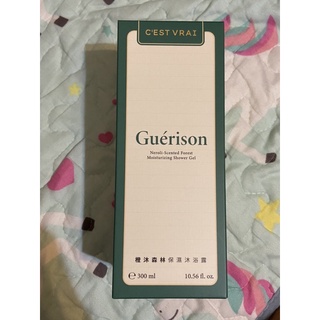 C'EST VRAI
Guérison
Neroli-Scented Forest
Moisturizing Shower Gel
橙沐森林保濕沐浴露
300 ml 10.56 fl. oz.